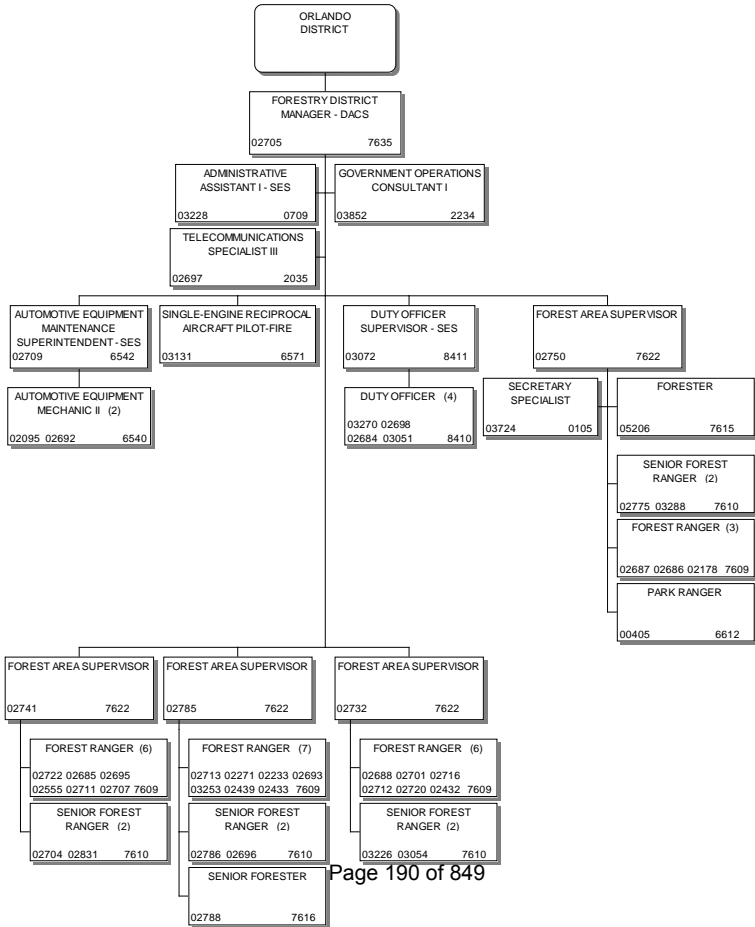 ORLANDO
DISTRICT
FORESTRY DISTRICT
MANAGER - DACS
02705 7635
ADMINISTRATIVE
ASSISTANT I - SES
03228 0709
GOVERNMENT OPERATIONS
CONSULTANT I
03852 2234
TELECOMMUNICATIONS
SPECIALIST III
02697 2035
AUTOMOTIVE EQUIPMENT
MAINTENANCE
SUPERINTENDENT - SES
02709 6542
SINGLE-ENGINE RECIPROCAL
AIRCRAFT PILOT-FIRE
03131 6571
DUTY OFFICER
SUPERVISOR - SES
03072 8411
FOREST AREA SUPERVISOR
02750 7622
AUTOMOTIVE EQUIPMENT
MECHANIC II (2)
02095 02692 6540
DUTY OFFICER (4)
03270 02698
02684 03051 8410
SECRETARY
SPECIALIST
03724 0105
FORESTER
05206 7615
SENIOR FOREST
RANGER (2)
02775 03288 7610
FOREST RANGER (3)
02687 02686 02178 7609
PARK RANGER
00405 6612
FOREST AREA SUPERVISOR
02741 7622
FOREST AREA SUPERVISOR
02785 7622
FOREST AREA SUPERVISOR
02732 7622
FOREST RANGER (6)
02722 02685 02695
02555 02711 02707 7609
FOREST RANGER (7)
02713 02271 02233 02693
03253 02439 02433 7609
FOREST RANGER (6)
02688 02701 02716
02712 02720 02432 7609
SENIOR FOREST
RANGER (2)
02704 02831 7610
SENIOR FOREST
RANGER (2)
02786 02696 7610
SENIOR FOREST
RANGER (2)
03226 03054 7610
SENIOR FORESTER
02788 7616
Page 190 of 849